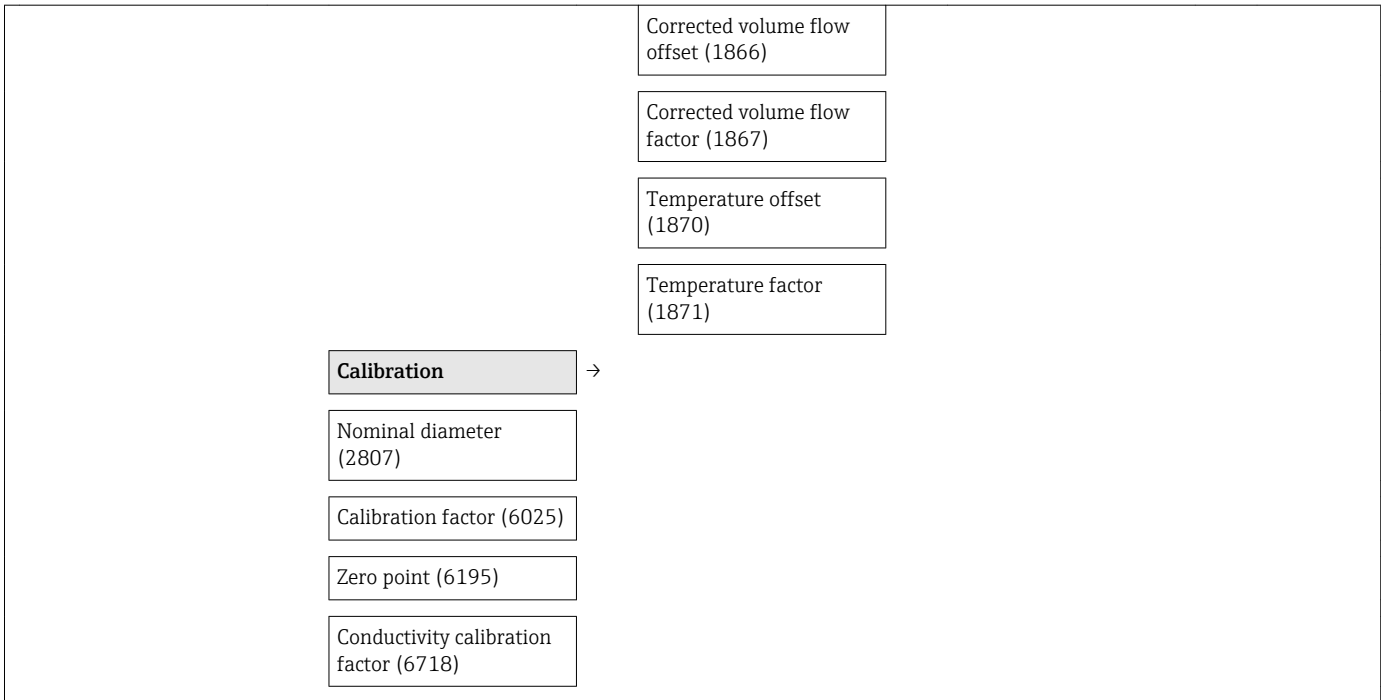 Corrected volume flow
offset (1866)
Corrected volume flow
factor (1867)
Temperature offset
(1870)
Temperature factor
(1871)
Calibration →
Nominal diameter
(2807)
Calibration factor (6025)
Zero point (6195)
Conductivity calibration
factor (6718)